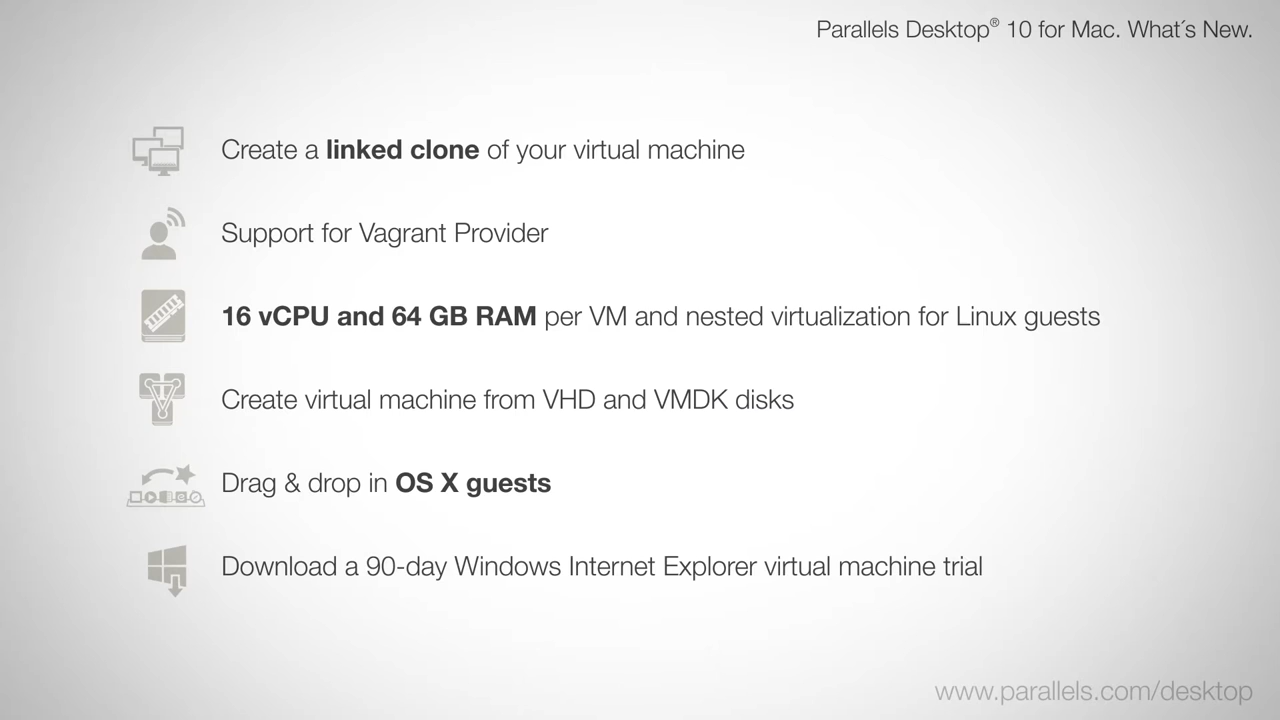 Parallels Desktop® 10 for Mac. What´s New.
Create a linked clone of your virtual machine
Support for Vagrant Provider
16 vCPU and 64 GB RAM per VM and nested virtualization for Linux guests
Create virtual machine from VHD and VMDK disks
Drag & drop in OS X guests
Download a 90-day Windows Internet Explorer virtual machine trial
www.parallels.com/desktop